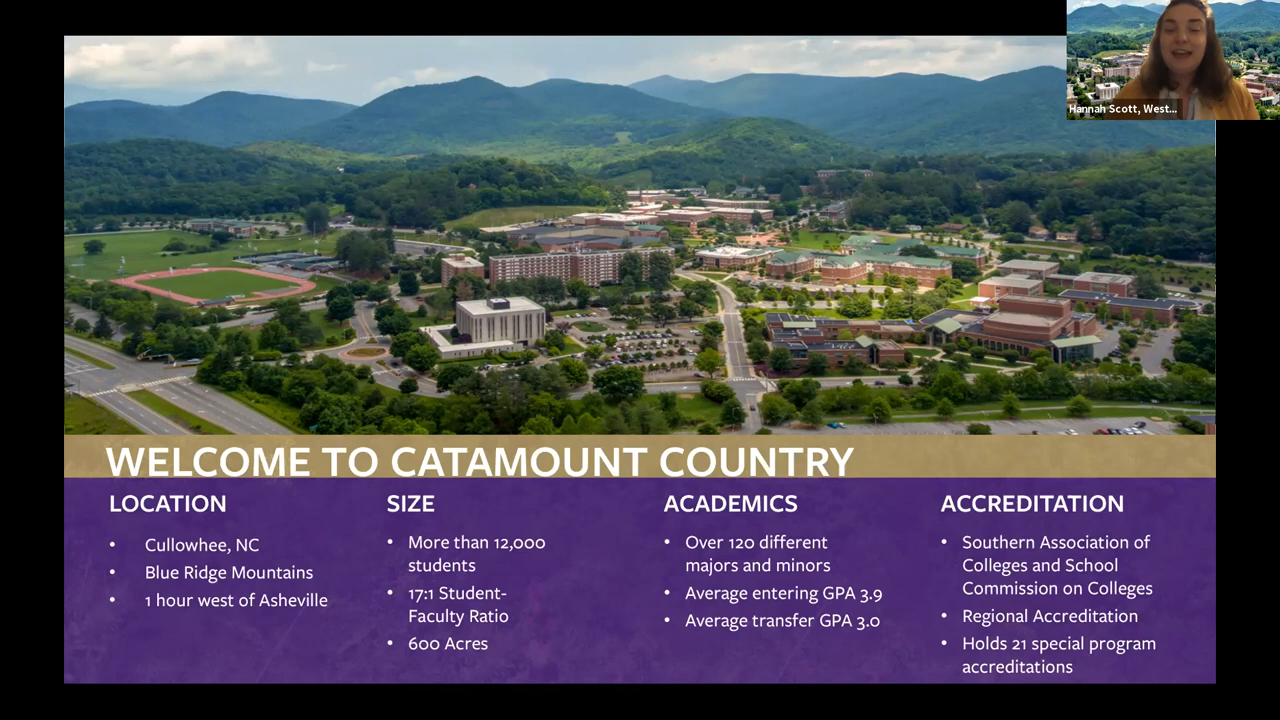 Hannah Scott, West...
WELCOME TO CATAMOUNT COUNTRY
LOCATION
• Cullowhee, NC
• Blue Ridge Mountains
• 1 hour west of Asheville
SIZE
• More than 12,000
students
• 17:1 Student-
Faculty Ratio
• 600 Acres
ACADEMICS
• Over 120 different
majors and minors
• Average entering GPA 3.9
• Average transfer GPA 3.0
ACCREDITATION
• Southern Association of
Colleges and School
Commission on Colleges
• Regional Accreditation
• Holds 21 special program
accreditations